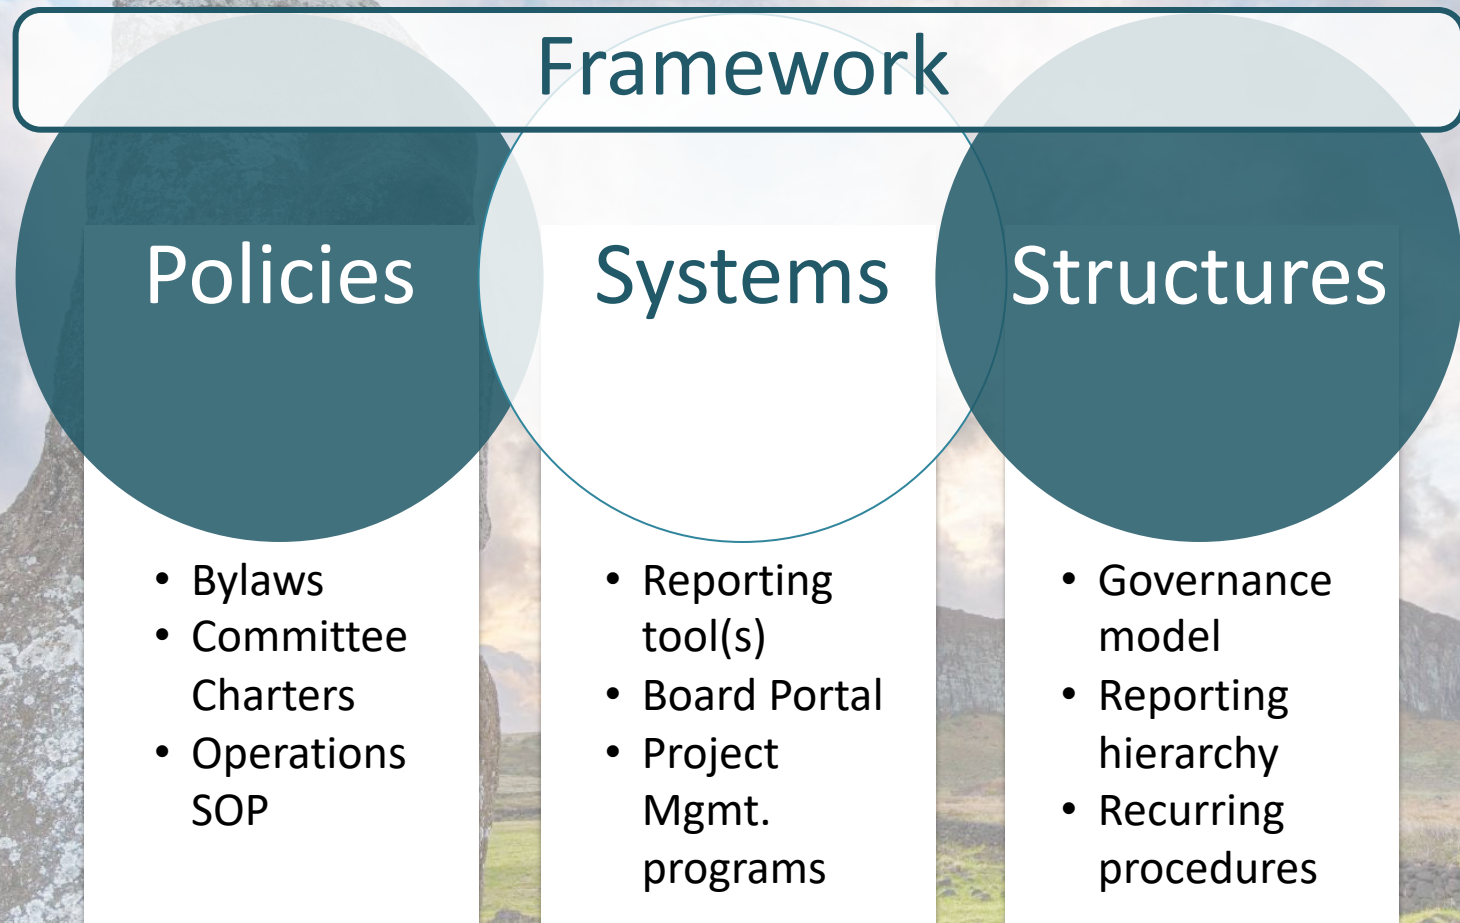 Framework
Policies
• Bylaws
• Committee
Charters
• Operations
SOP
Systems
• Reporting
tool(s)
• Board Portal
• Project
Mgmt.
programs
Structures
• Governance
model
• Reporting
hierarchy
• Recurring
procedures